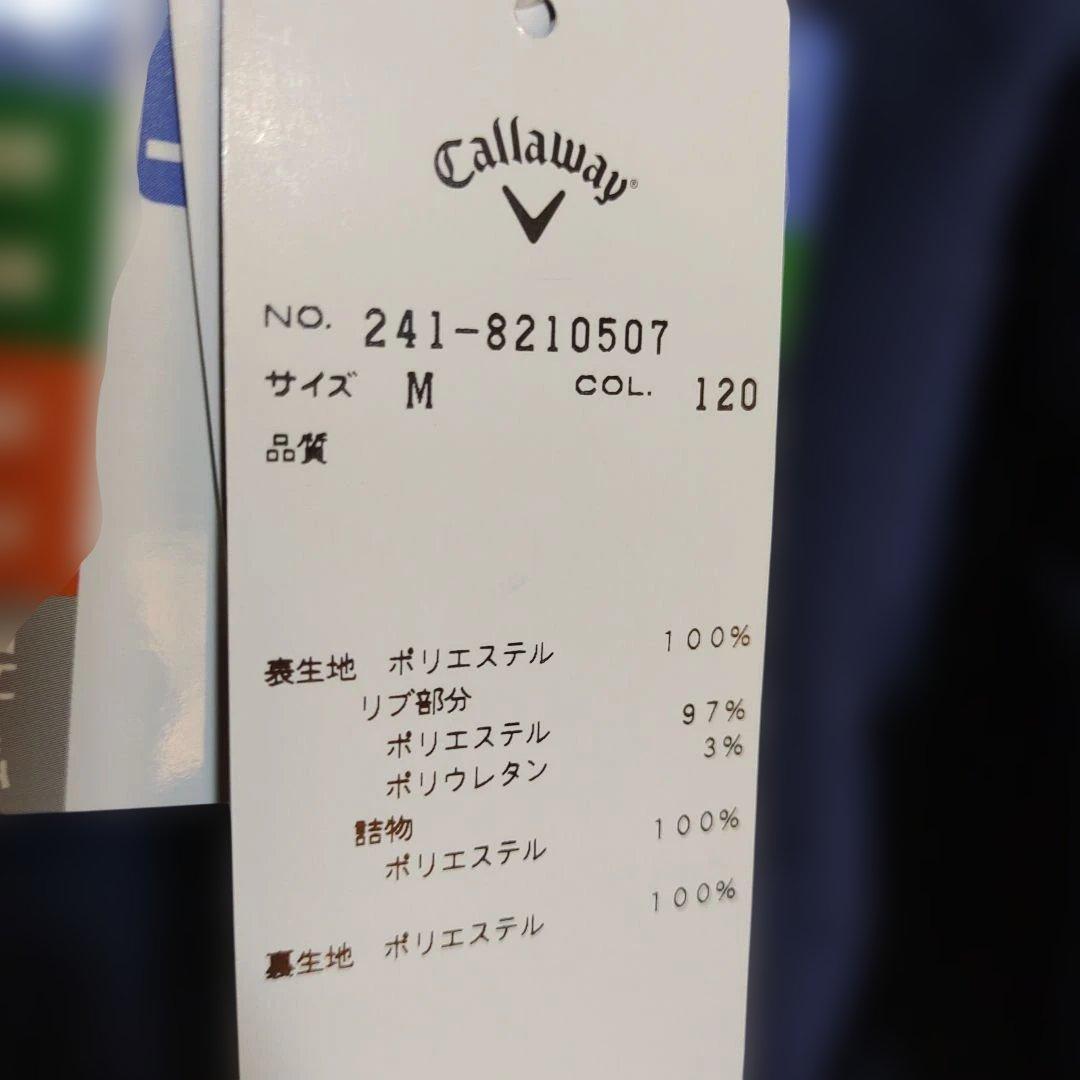 Callaway®
NO. 241-8210507
サイズ M COL. 120
品質
表生地 ポリエステル 100%
リブ部分
ポリエステル 97%
ポリウレタン 3%
詰物
ポリエステル 100%
裏生地 ポリエステル 100%